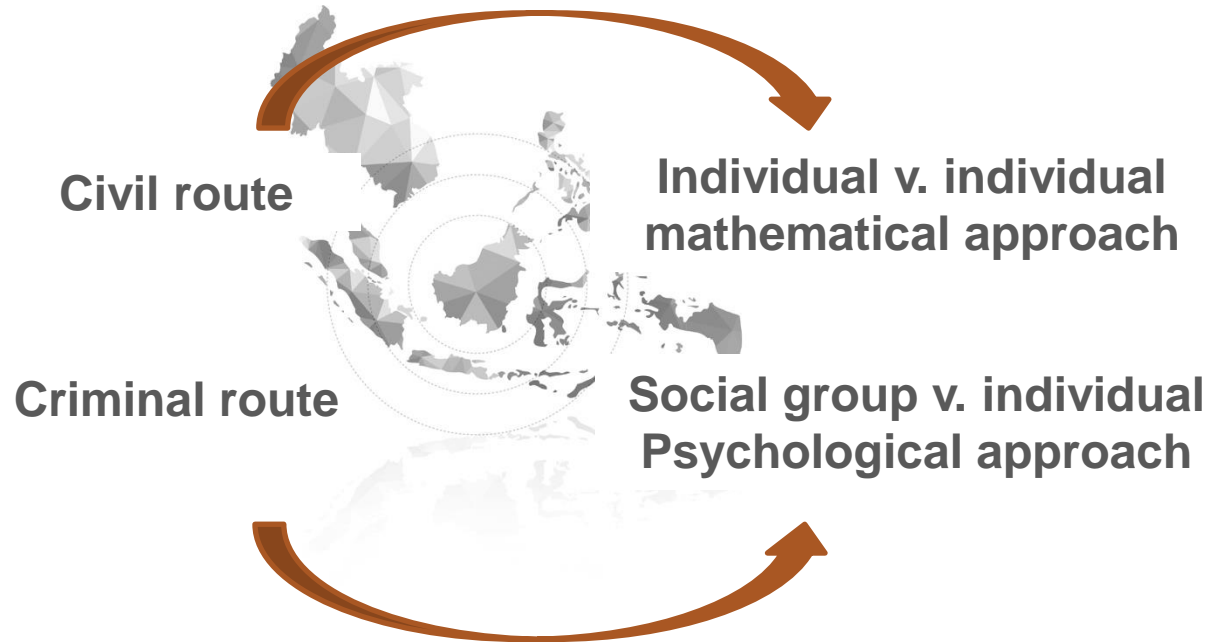 Civil route
Individual v. individual
mathematical approach
Criminal route
Social group v. individual
Psychological approach